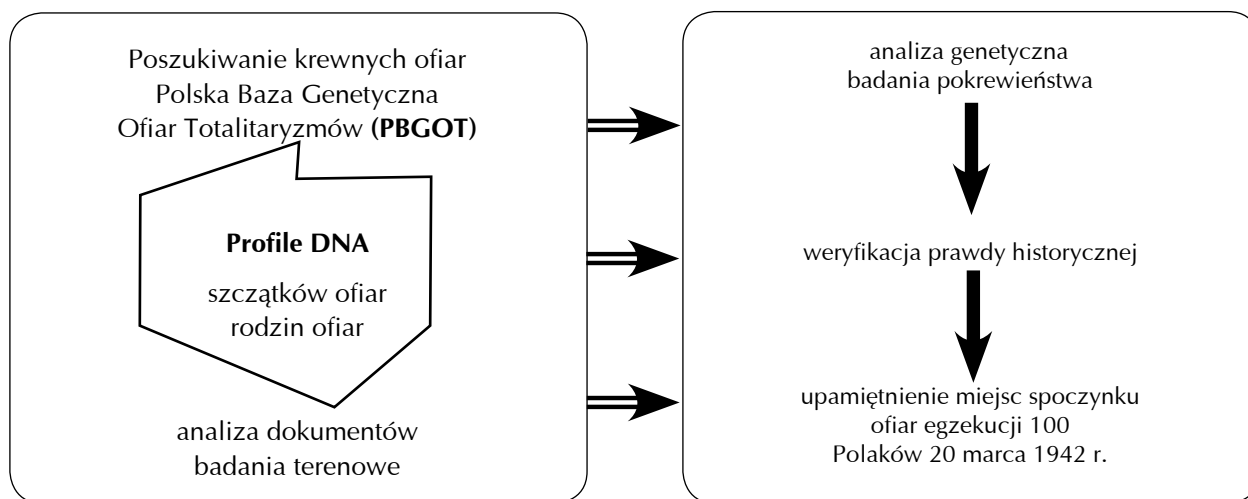 Poszukiwanie krewnych ofiar
Polska Baza Genetyczna
Ofiar Totalitaryzmów (PBGOT)
Profile DNA
szczątków ofiar
rodzin ofiar
analiza dokumentów
badania terenowe
analiza genetyczna
badania pokrewieństwa
weryfikacja prawdy historycznej
upamiętnienie miejsc spoczynku
ofiar egzekucji 100
Polaków 20 marca 1942 r.